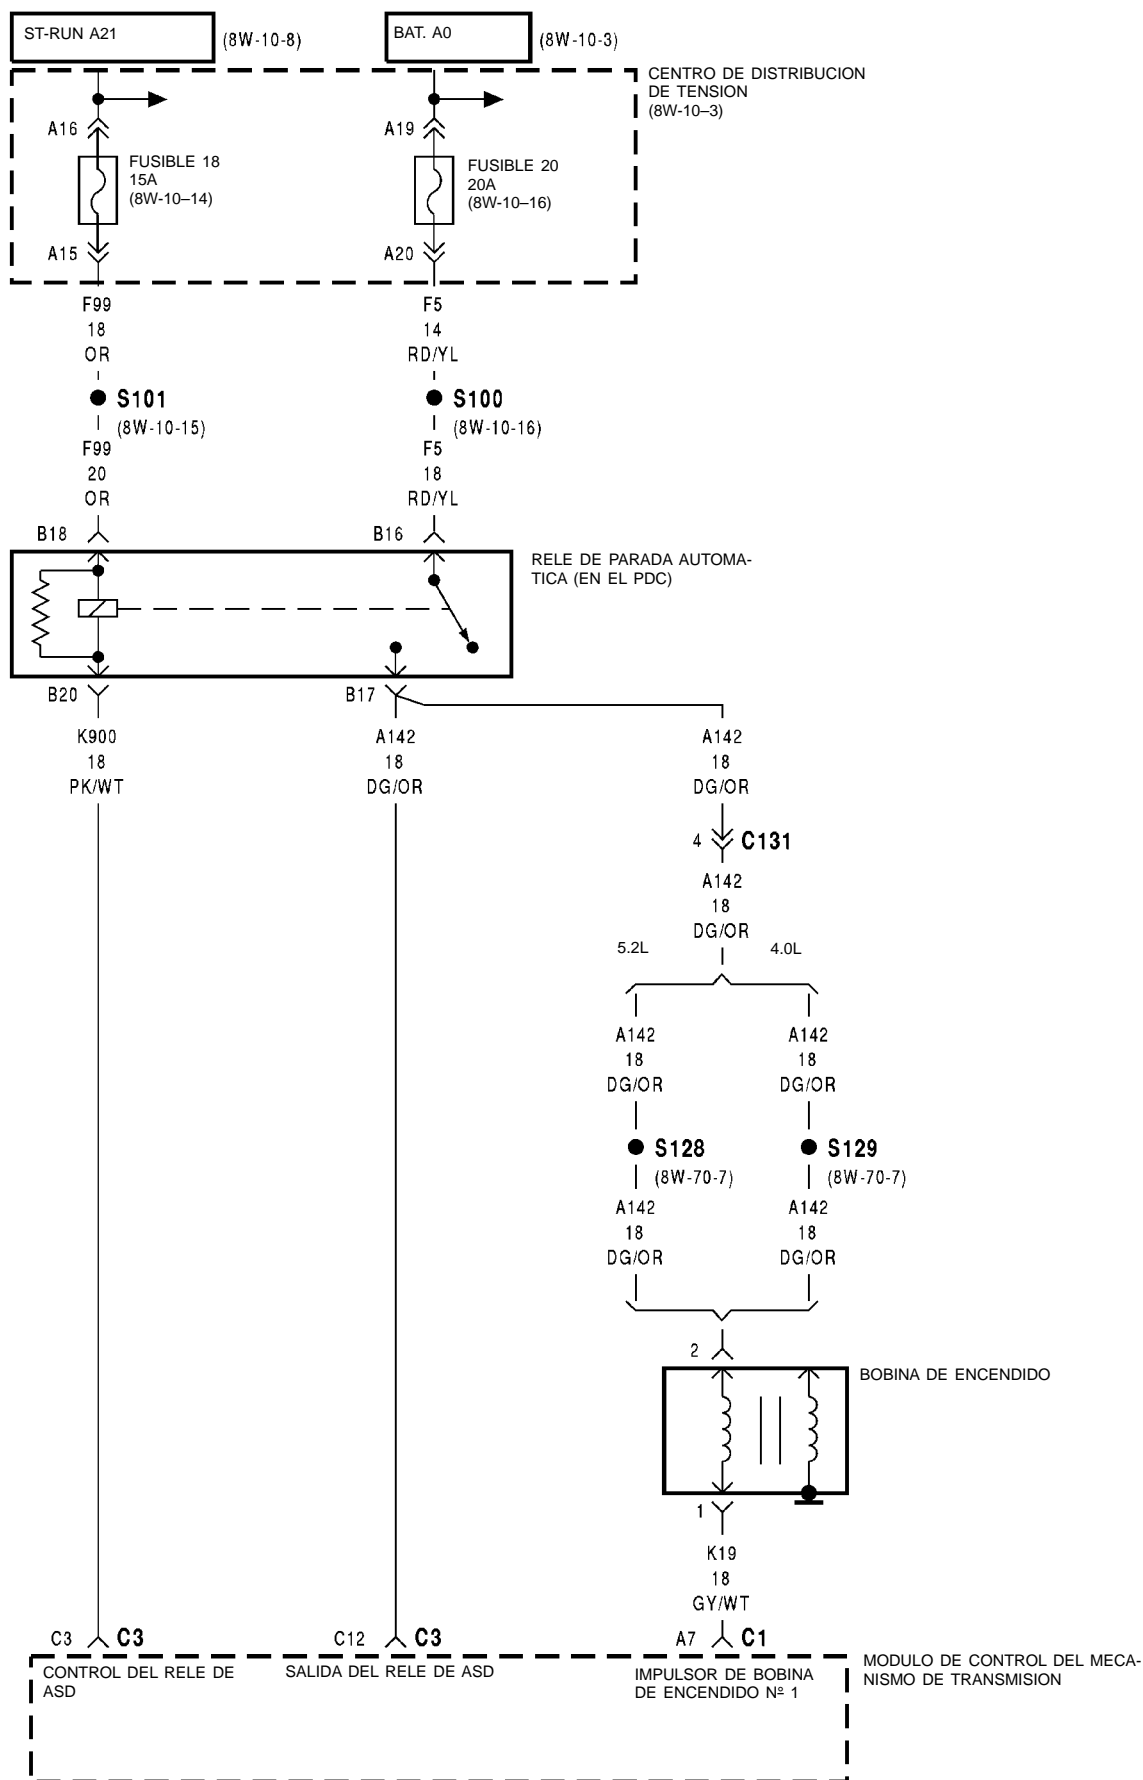 ST-RUN A21
(8W-10-8)
BAT. A0
(8W-10-3)
CENTRO DE DISTRIBUCION
DE TENSION
(8W-10–3)
A16
A19
FUSIBLE 18
15A
(8W-10–14)
FUSIBLE 20
20A
(8W-10–16)
A15
A20
F99
18
OR
F5
14
RD/YL
S101
(8W-10-15)
S100
(8W-10-16)
F99
20
OR
F5
18
RD/YL
B18
B16
RELE DE PARADA AUTOMA-
TICA (EN EL PDC)
B20
B17
K900
18
PK/WT
A142
18
DG/OR
A142
18
DG/OR
4
C131
A142
18
DG/OR
5.2L
4.0L
A142
18
DG/OR
A142
18
DG/OR
S128
(8W-70-7)
S129
(8W-70-7)
A142
18
DG/OR
A142
18
DG/OR
2
BOBINA DE ENCENDIDO
1
K19
18
GY/WT
C3
C3
C12
C3
A7
C1
CONTROL DEL RELE DE
ASD
SALIDA DEL RELE DE ASD
IMPULSOR DE BOBINA
DE ENCENDIDO Nº 1
MODULO DE CONTROL DEL MECA-
NISMO DE TRANSMISION